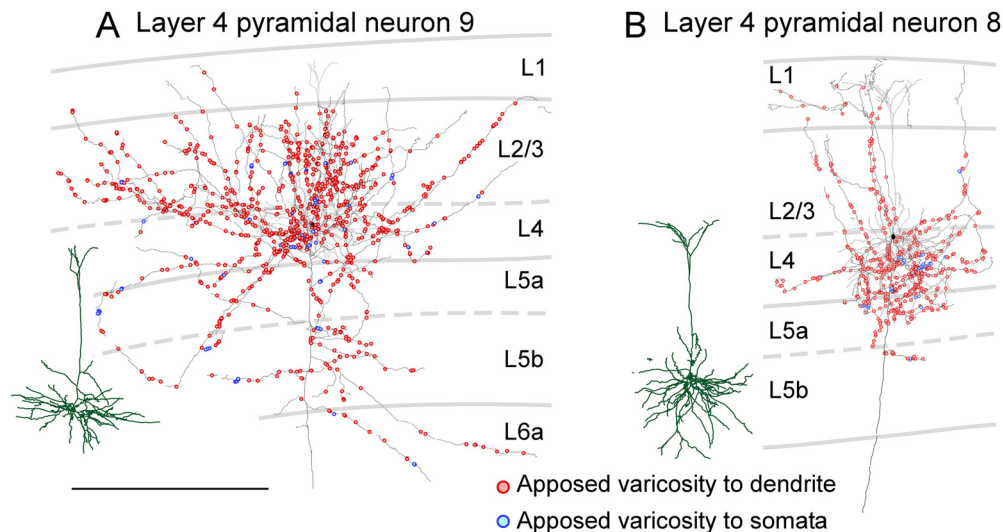 A Layer 4 pyramidal neuron 9
L1
L2/3
L4
L5a
L5b
L6a
B Layer 4 pyramidal neuron 8
L1
L2/3
L4
L5a
L5b
Apposed varicosity to dendrite
Apposed varicosity to somata